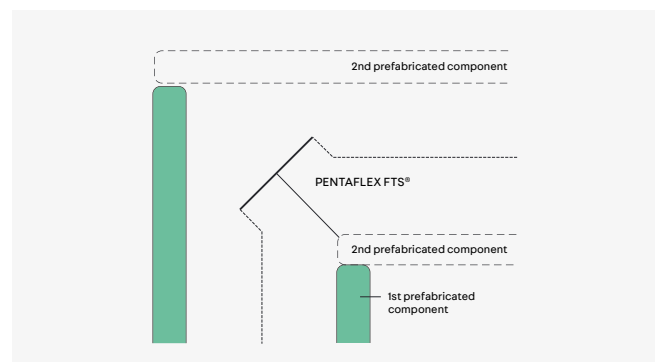 2nd prefabricated component
PENTAFLEX FTS®
2nd prefabricated component
1st prefabricated
component